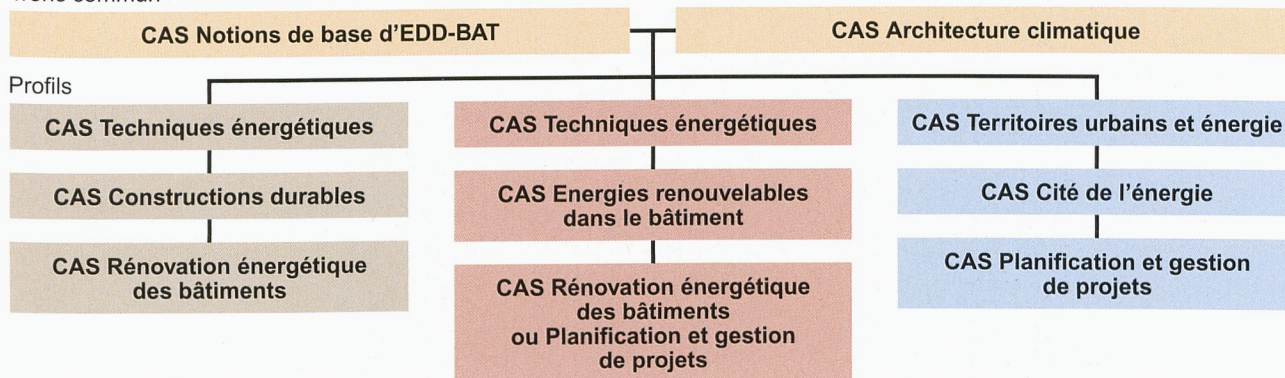 CAS Notions de base d'EDD-BAT
CAS Architecture climatique
Profils
CAS Techniques énergétiques
CAS Constructions durables
CAS Rénovation énergétique
des bâtiments
CAS Techniques énergétiques
CAS Energies renouvelables
dans le bâtiment
CAS Rénovation énergétique
des bâtiments
ou Planification et gestion
de projets
CAS Territoires urbains et énergie
CAS Cité de l'énergie
CAS Planification et gestion
de projets